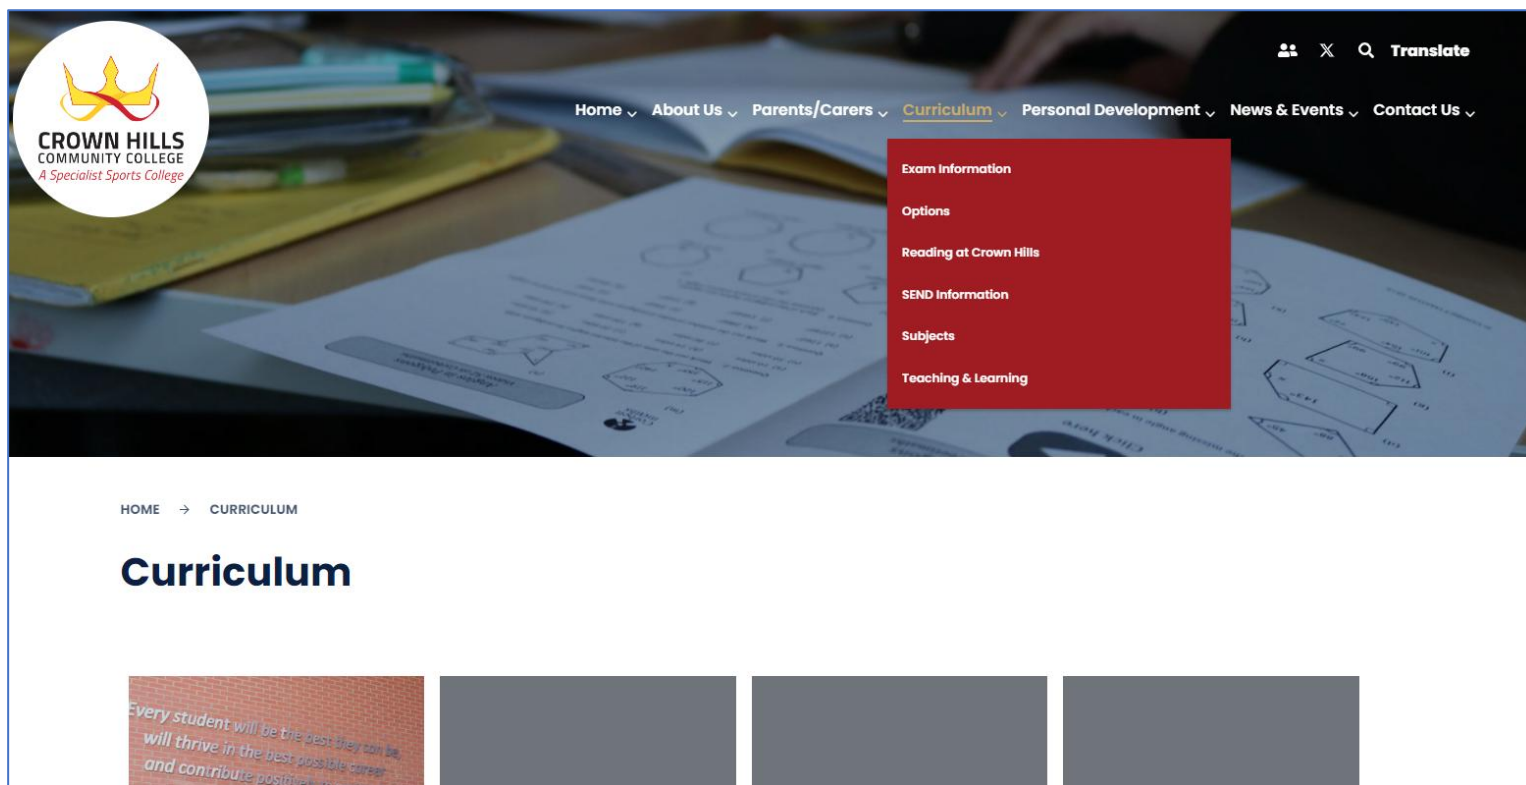 CROWN HILLS
COMMUNITY COLLEGE
A Specialist Sports College
Translate
Home About Us Parents/Carers Curriculum Personal Development News & Events Contact Us
Exam Information
Options
Reading at Crown Hills
SEND Information
Subjects
Teaching & Learning
Click here
HOME → CURRICULUM
Curriculum
Every student will be the best they can be,
will thrive in the best possible career
and contribute